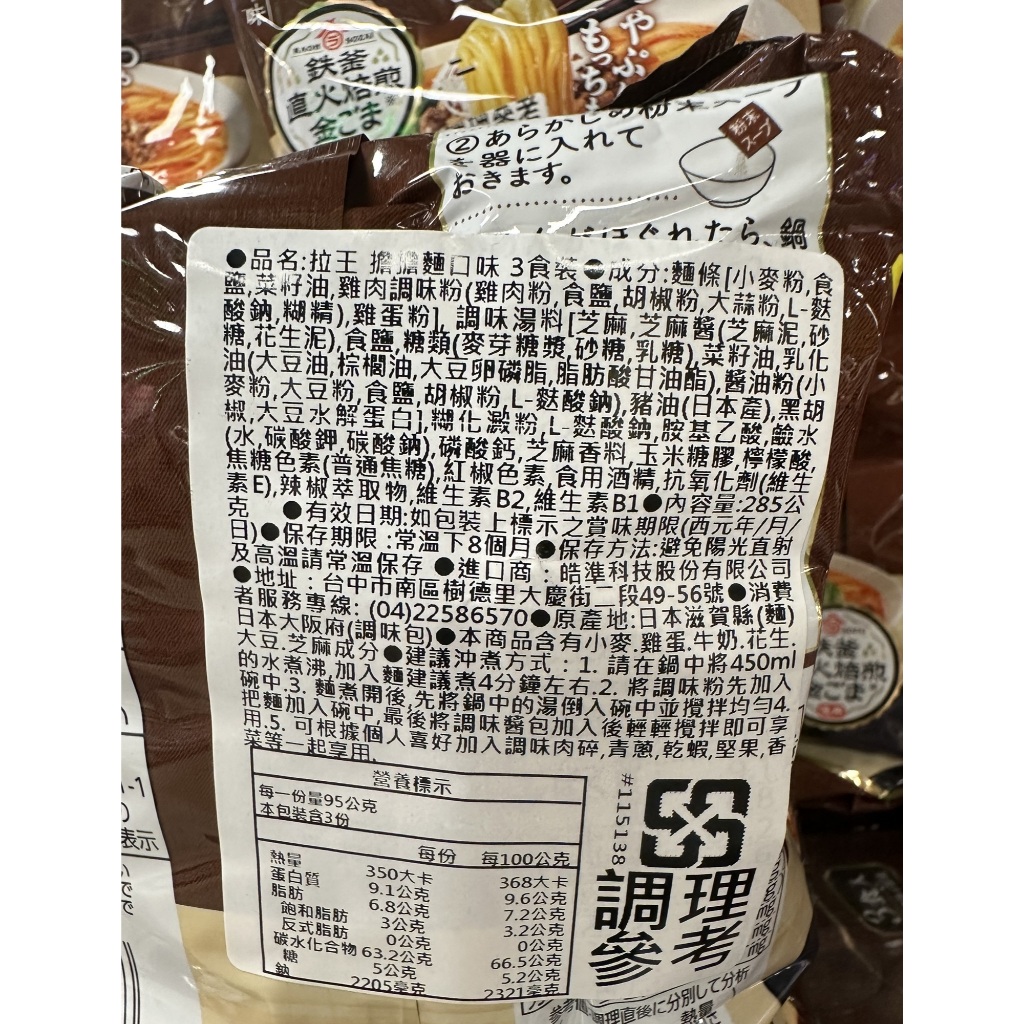 味
鉄釜
直火焙煎
金ごま
もっちも
②あらかじめ粉末スープ
を器に入れて
おきます。
粉末
スープ
ほぐれたら、鍋
●品名:拉王 擔擔麵口味 3食裝●成分:麵條[小麥粉,食
鹽,菜籽油,雞肉調味粉(雞肉粉,食鹽,胡椒粉,大蒜粉,L-麩
酸鈉,糊精),雞蛋粉], 調味湯料[芝麻,芝麻醬(芝麻泥,砂
糖,花生泥),食鹽,糖類(麥芽糖漿,砂糖,乳糖),菜籽油,乳化
油(大豆油,棕櫚油,大豆卵磷脂,脂肪酸甘油酯),醬油粉(小
麥粉,大豆粉,食鹽,胡椒粉,L-麩酸鈉),豬油(日本產),黑胡
椒,大豆水解蛋白],糊化澱粉,L-麩酸鈉,胺基乙酸,鹼水
(水,碳酸鉀,碳酸鈉),磷酸鈣,芝麻香料,玉米糖膠,檸檬酸,
焦糖色素(普通焦糖),紅椒色素,食用酒精,抗氧化劑(維生
素E),辣椒萃取物,維生素B2,維生素B1●內容量:285公
克 ●有效日期:如包裝上標示之賞味期限(西元年/月/
日)●保存期限:常溫下8個月●保存方法:避免陽光直射
及高溫請常溫保存 ●進口商:皓準科技股份有限公司
●地址:台中市南區樹德里大慶街二段49-56號●消費
者服務專線: (04)22586570●原產地:日本滋賀縣(麵)
日本大阪府(調味包)●本商品含有小麥.雞蛋.牛奶.花生.
大豆.芝麻成分●建議沖煮方式:1. 請在鍋中將450ml
的水煮沸,加入麵建議煮4分鐘左右.2. 將調味粉先加入
碗中.3. 麵煮開後,先將鍋中的湯倒入碗中並攪拌均勻4.
把麵加入碗中,最後將調味醬包加入後輕輕攪拌即可享
用.5. 可根據個人喜好加入調味肉碎,青蔥,乾蝦,堅果,香
菜等一起享用.
營養標示
每一份量95公克
本包裝含3份
每份 每100公克
熱量 350大卡 368大卡
蛋白質 9.1公克 9.6公克
脂肪 6.8公克 7.2公克
飽和脂肪 3公克 3.2公克
反式脂肪 0公克 0公克
碳水化合物 63.2公克 66.5公克
糖 5公克 5.2公克
鈉 2205毫克 2321毫克
#115138
調理
參考
表示
理直後に分別して分析
熱量